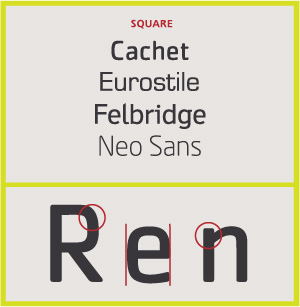 SQUARE
Cachet
Eurostile
Felbridge
Neo Sans
Ren